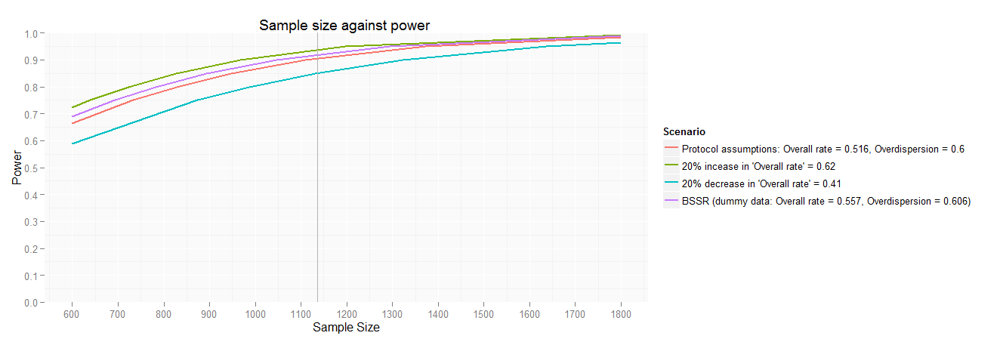 Sample size against power
Power
1.0
0.9
0.8
0.7
0.6
0.5
0.4
0.3
0.2
0.1
0.0
600 700 800 900 1000 1100 1200 1300 1400 1500 1600 1700 1800
Sample Size
Scenario
Protocol assumptions: Overall rate = 0.516, Overdispersion = 0.6
20% incease in 'Overall rate' = 0.62
20% decrease in 'Overall rate' = 0.41
BSSR (dummy data: Overall rate = 0.557, Overdispersion = 0.606)